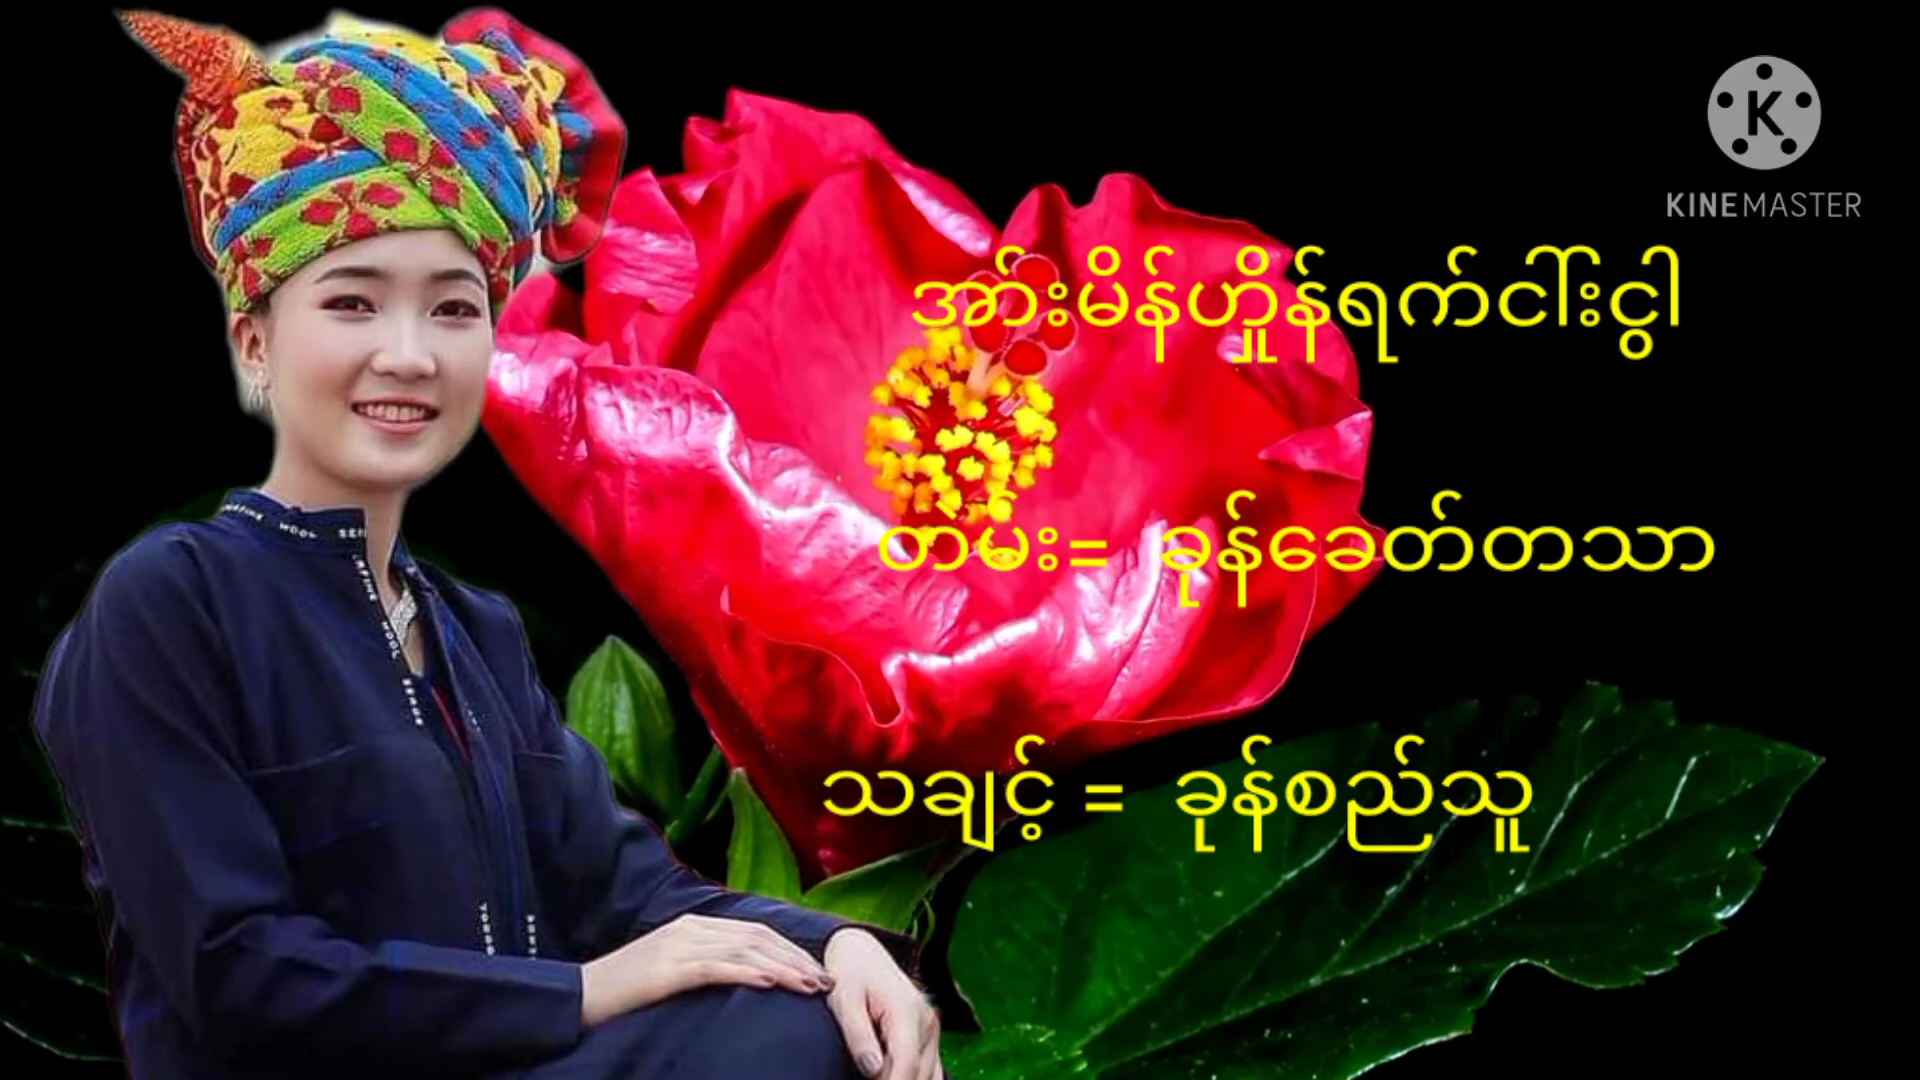 KINEMASTER
အာ်းမိန်ဟှိုန်ရက်ငါ်းငွါ
တဲမ်း= ခုန်ခေတ်တသာ
သချင့် = ခုန်စည်သူ